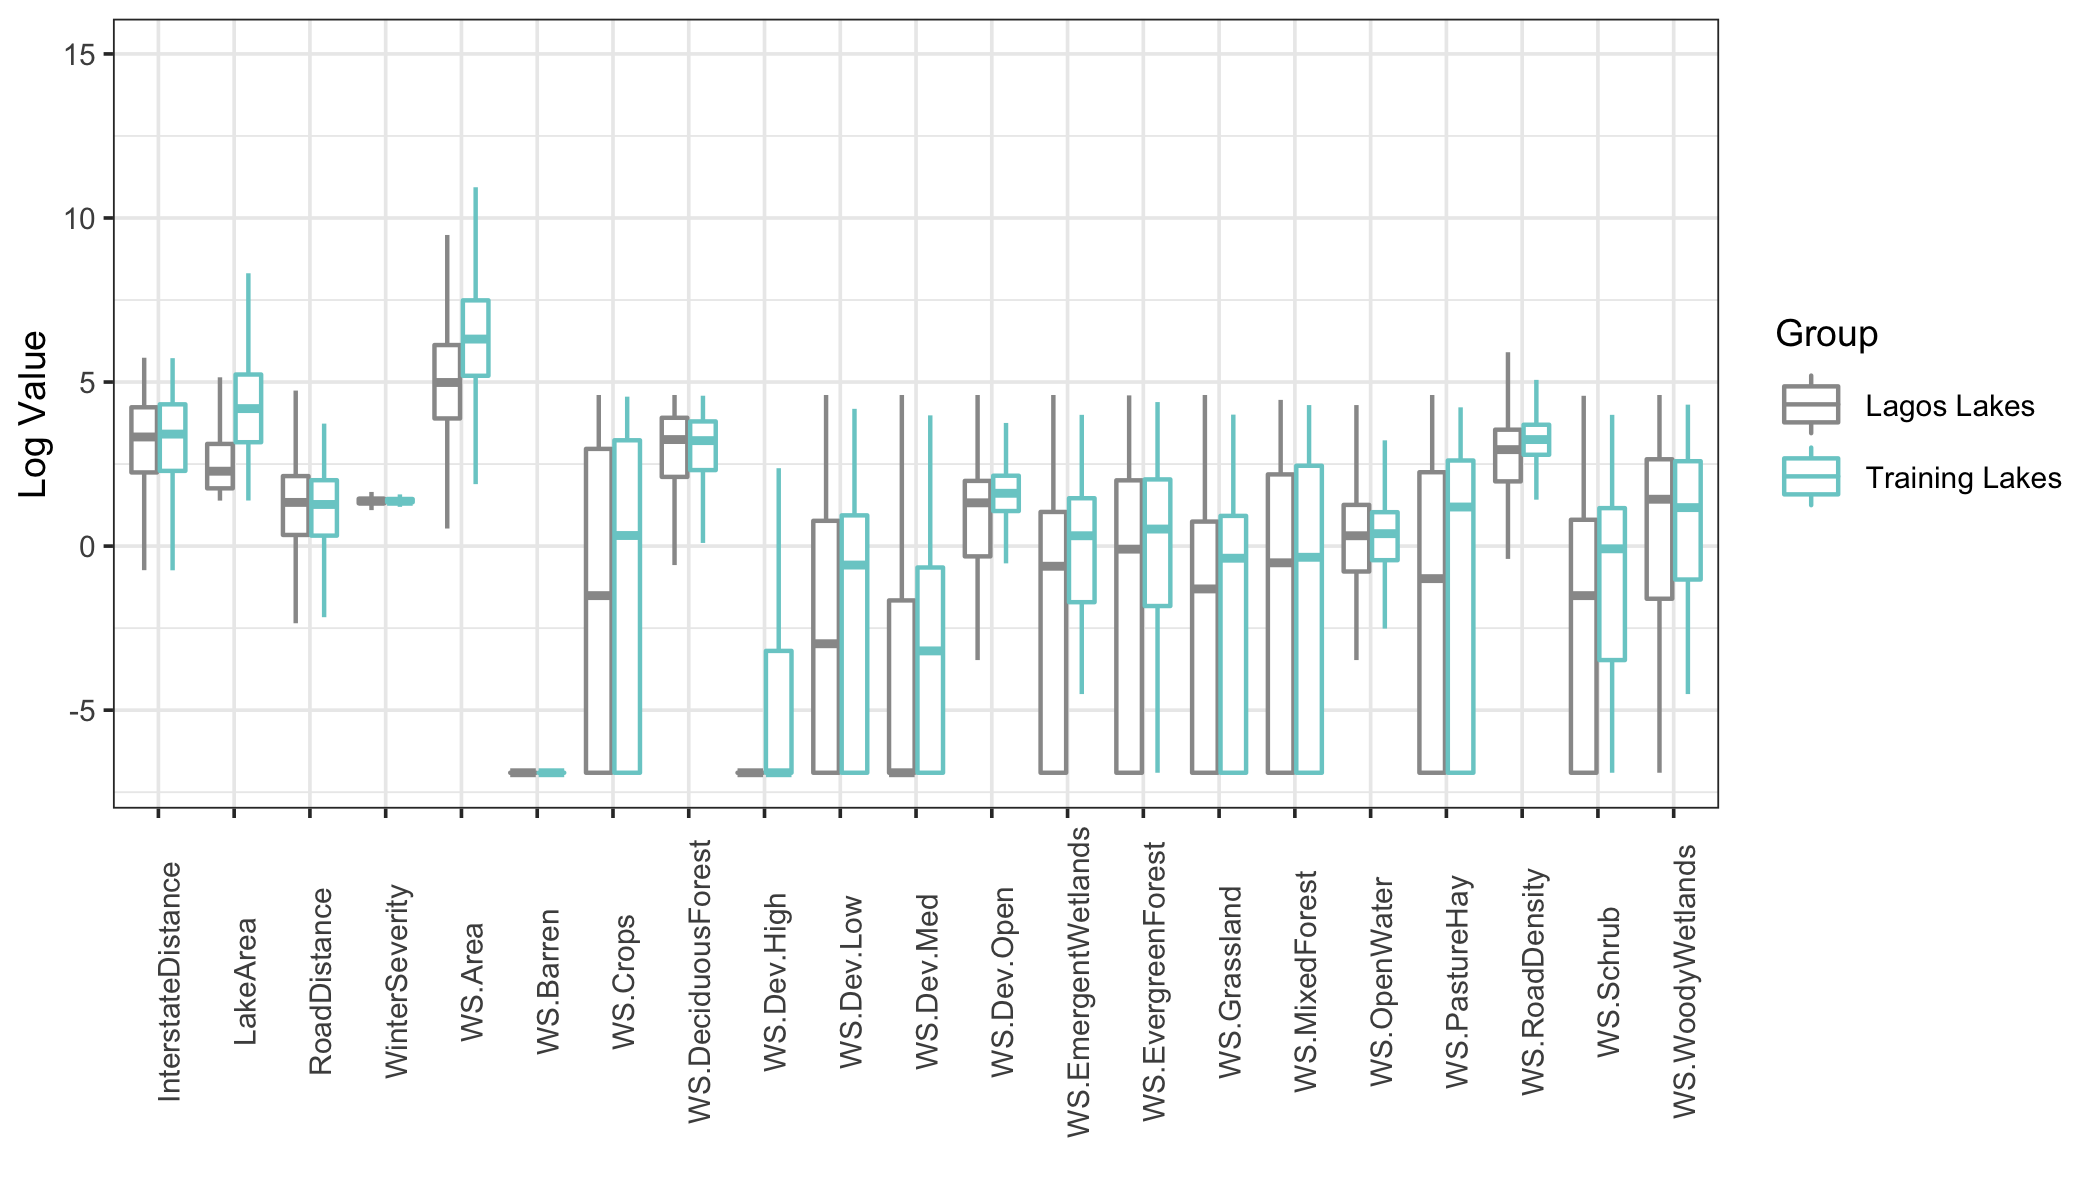 15
10
5
0
-5
Log Value
InterstateDistance
LakeArea
RoadDistance
WinterSeverity
WS.Area
WS.Barren
WS.Crops
WS.DeciduousForest
WS.Dev.High
WS.Dev.Low
WS.Dev.Med
WS.Dev.Open
WS.EmergentWetlands
WS.EvergreenForest
WS.Grassland
WS.MixedForest
WS.OpenWater
WS.PastureHay
WS.RoadDensity
WS.Schrub
WS.WoodyWetlands
Group
Lagos Lakes
Training Lakes